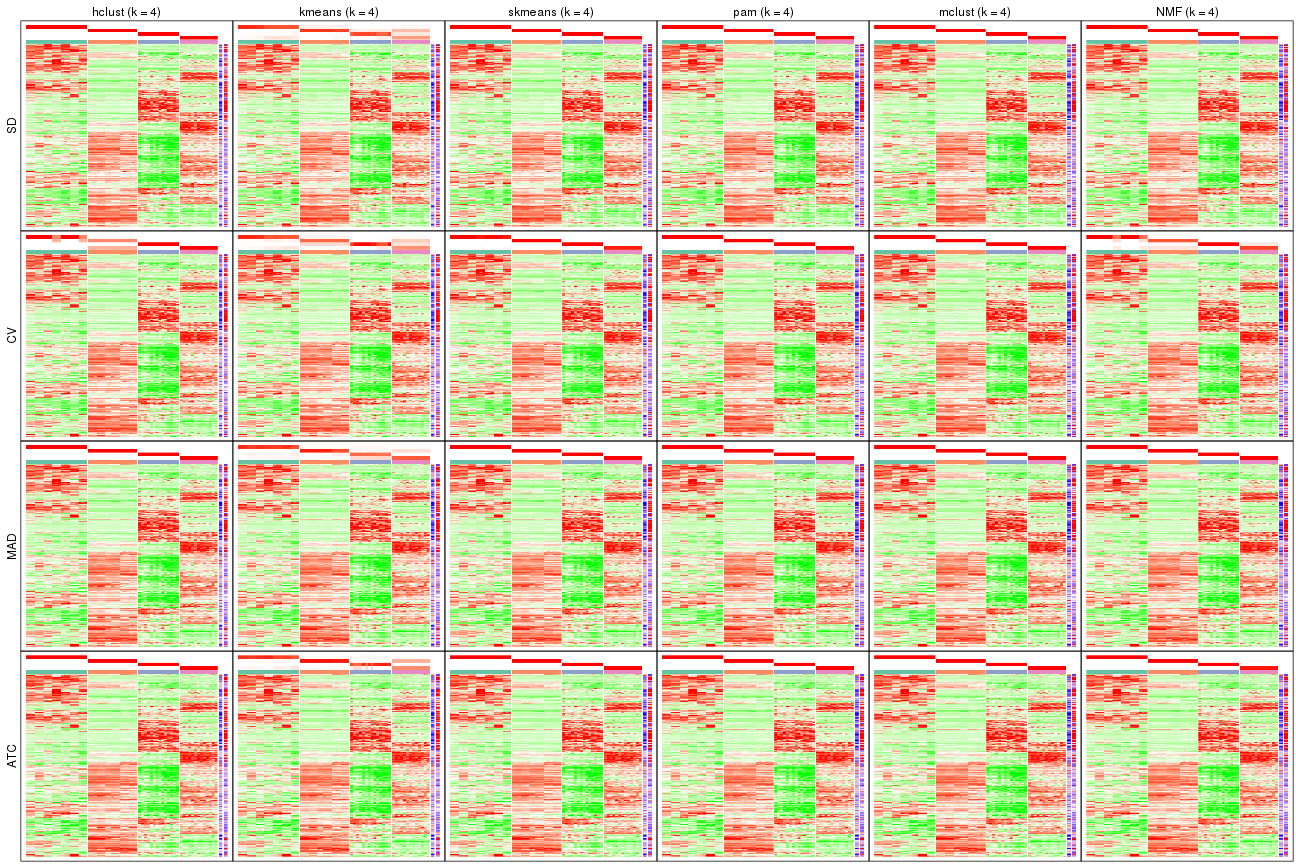 hclust (k = 4) kmeans (k = 4) skmeans (k = 4) pam (k = 4) mclust (k = 4) NMF (k = 4)
SD
CV
MAD
ATC